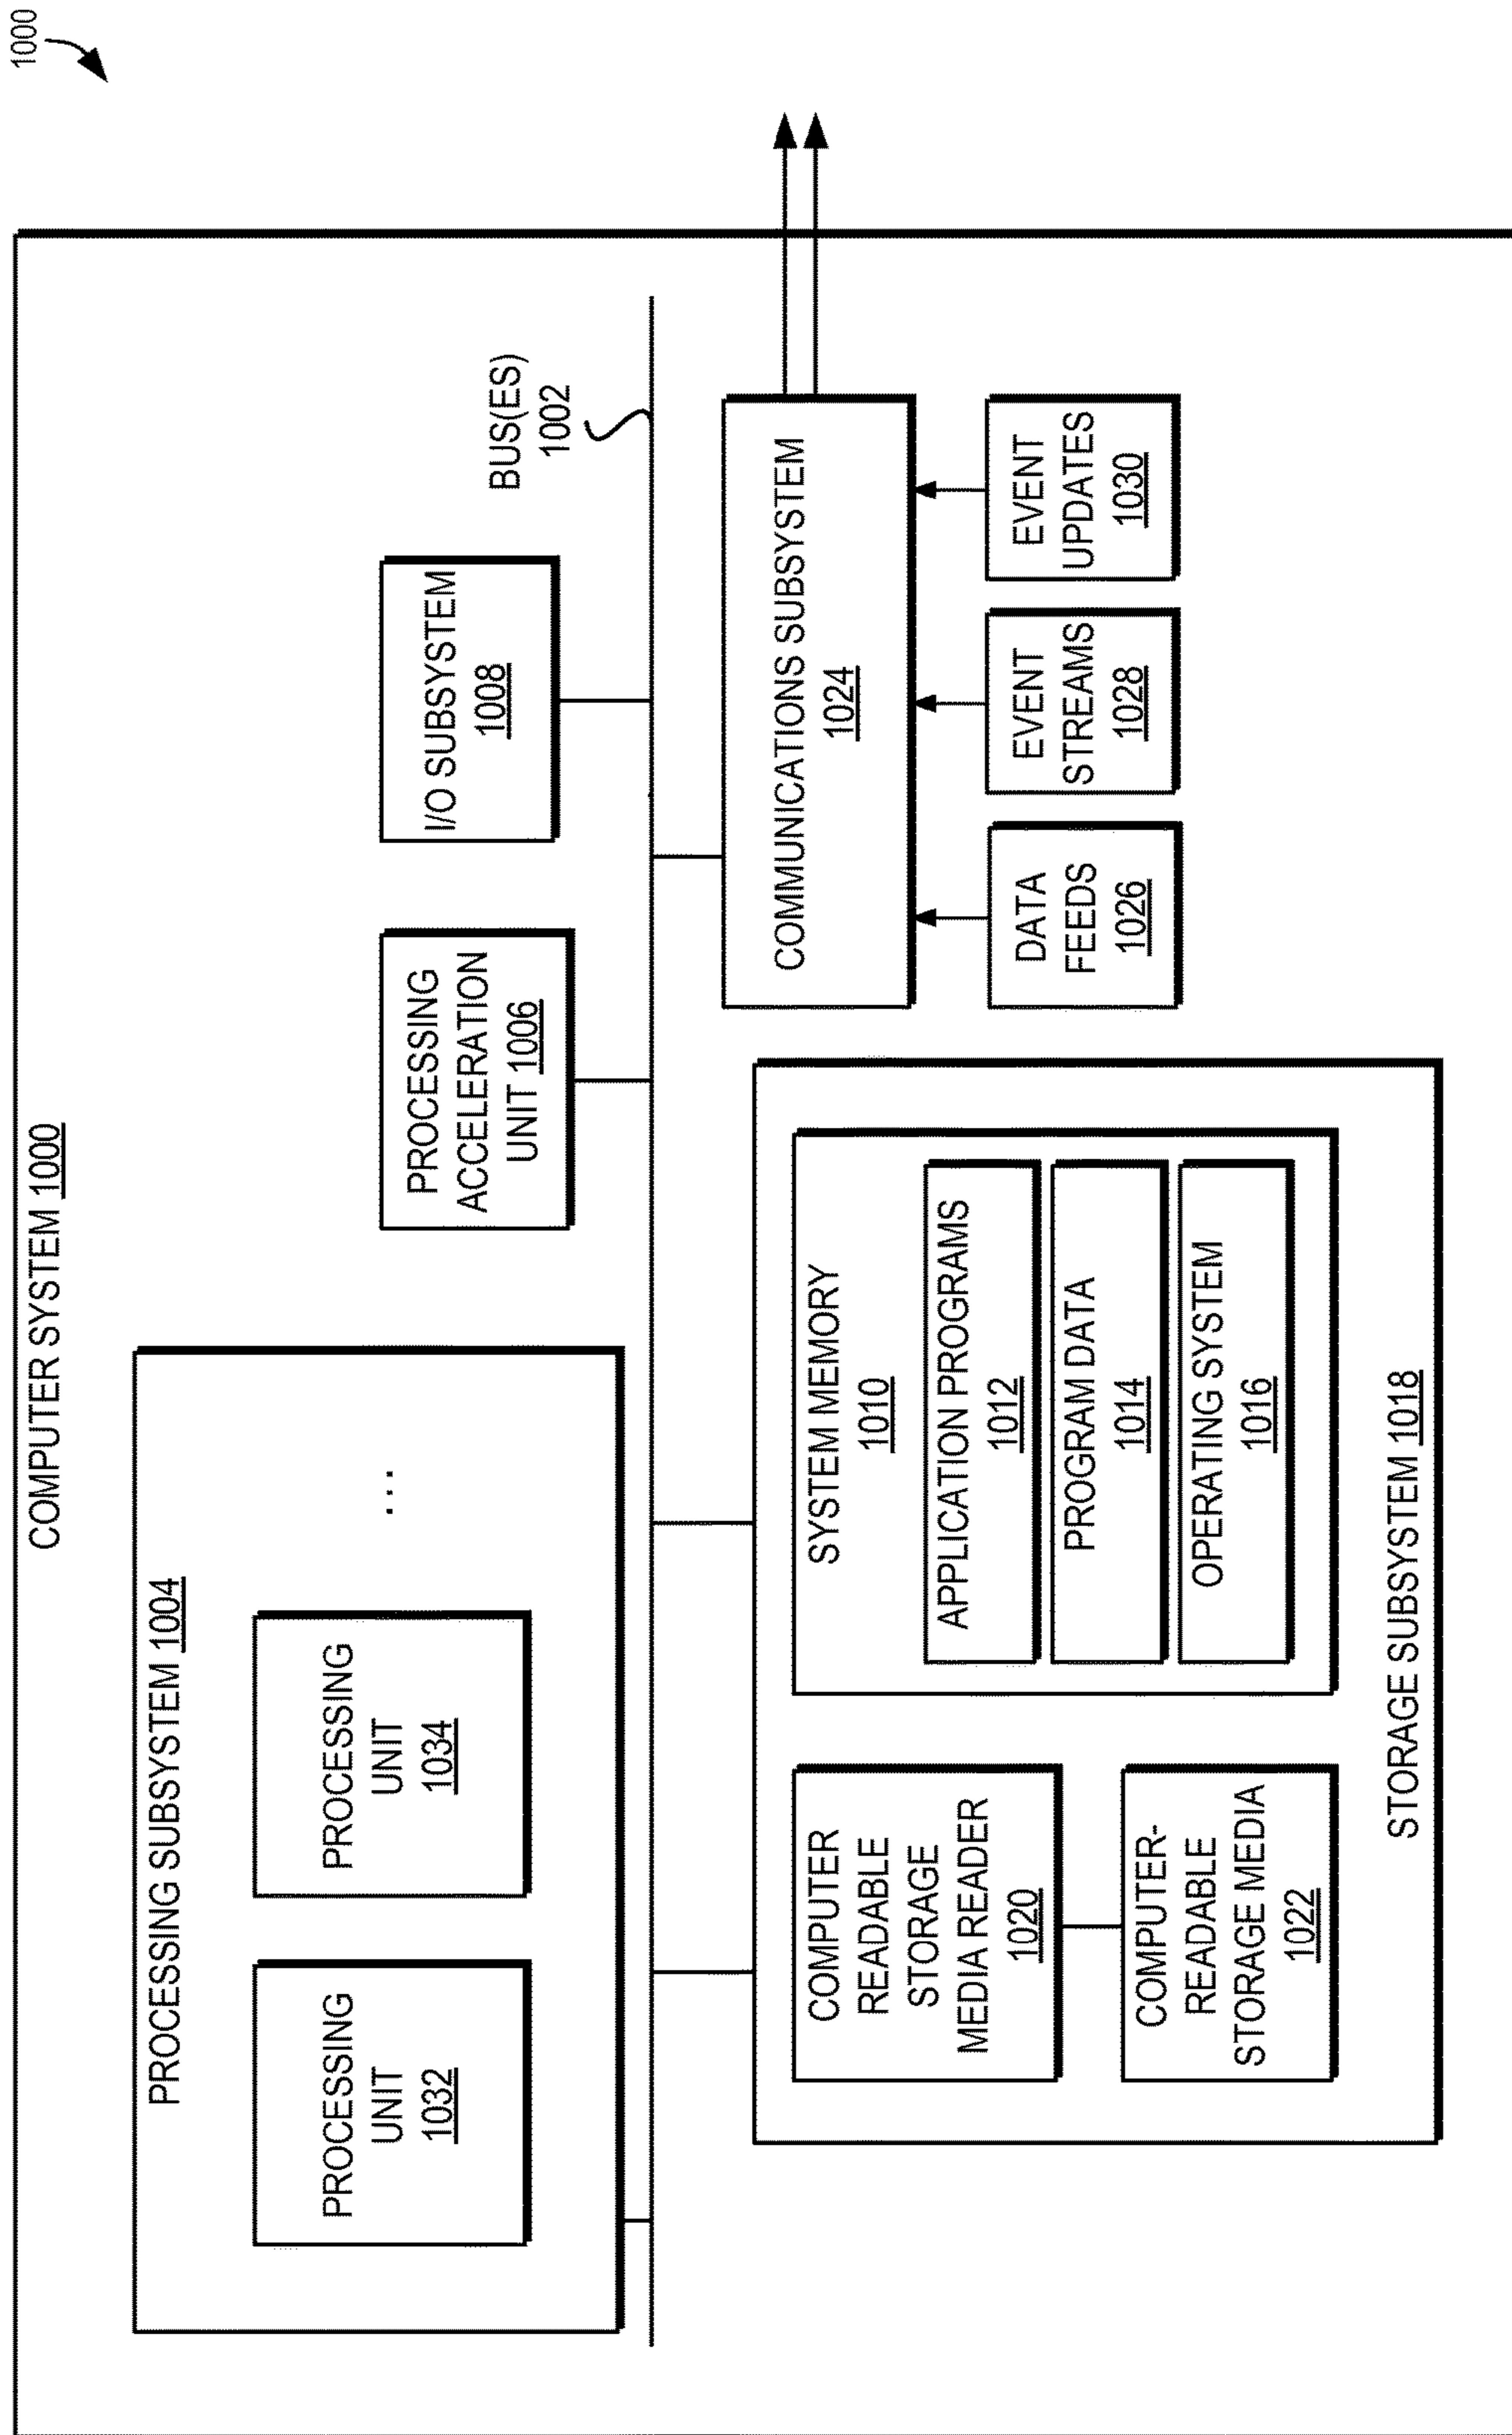 1000
COMPUTER SYSTEM 1000
PROCESSING SUBSYSTEM 1004
PROCESSING
UNIT
1032
PROCESSING
UNIT
1034
...
PROCESSING
ACCELERATION
UNIT 1006
I/O SUBSYSTEM
1008
BUS(ES)
1002
COMPUTER
READABLE
STORAGE
MEDIA READER
1020
COMPUTER-
READABLE
STORAGE MEDIA
1022
SYSTEM MEMORY
1010
APPLICATION PROGRAMS
1012
PROGRAM DATA
1014
OPERATING SYSTEM
1016
STORAGE SUBSYSTEM 1018
COMMUNICATIONS SUBSYSTEM
1024
DATA
FEEDS
1026
EVENT
STREAMS
1028
EVENT
UPDATES
1030